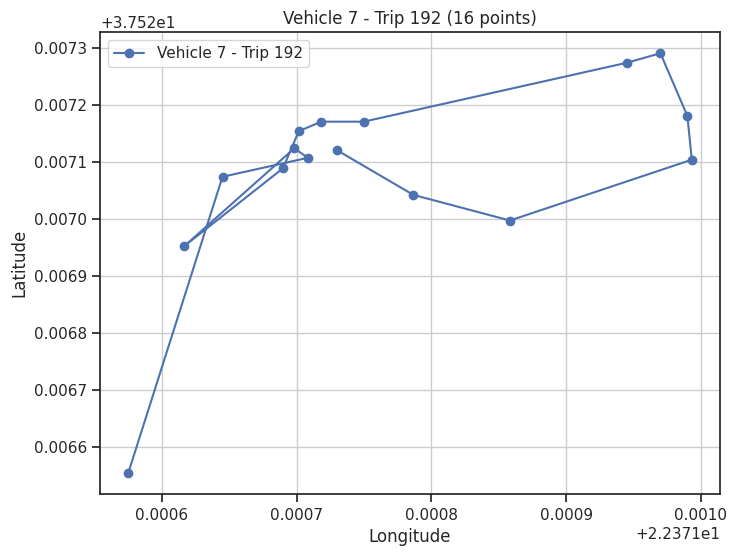 Vehicle 7 - Trip 192 (16 points)
+3.752e1
Vehicle 7 - Trip 192
0.0073
0.0072
0.0071
0.0070
0.0069
0.0068
0.0067
0.0066
Latitude
0.0006 0.0007 0.0008 0.0009 0.0010
Longitude
+2.2371e1